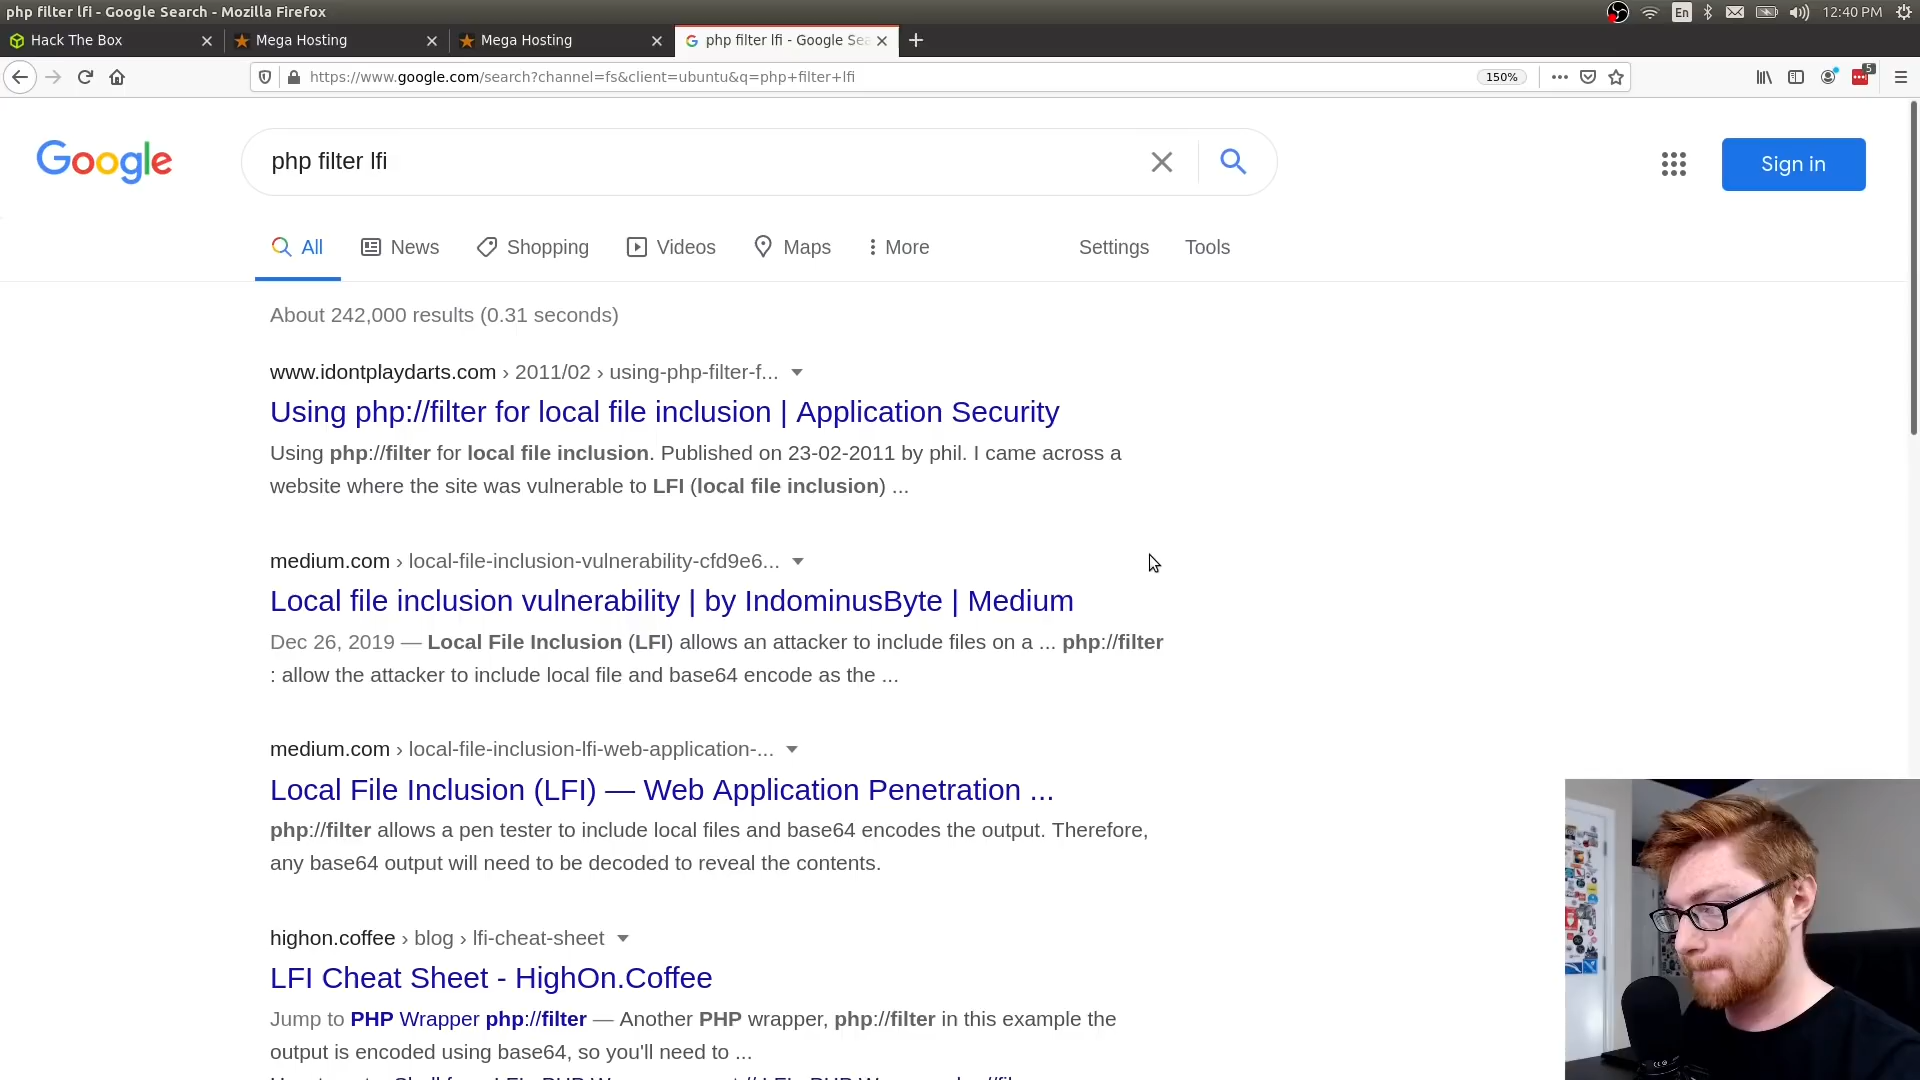 php filter lfi - Google Search - Mozilla Firefox
En
12:40 PM
Hack The Box
Mega Hosting
Mega Hosting
php filter lfi - Google Sea
https://www.google.com/search?channel=fs&client=ubuntu&q=php+filter+lfi
150%
5
Google
php filter lfi
Sign in
All
News
Shopping
Videos
Maps
More
Settings
Tools
About 242,000 results (0.31 seconds)
www.idontplaydarts.com › 2011/02 › using-php-filter-f...
Using php://filter for local file inclusion | Application Security
Using php://filter for local file inclusion. Published on 23-02-2011 by phil. I came across a
website where the site was vulnerable to LFI (local file inclusion) ...
medium.com › local-file-inclusion-vulnerability-cfd9e6...
Local file inclusion vulnerability | by IndominusByte | Medium
Dec 26, 2019 — Local File Inclusion (LFI) allows an attacker to include files on a ... php://filter
: allow the attacker to include local file and base64 encode as the ...
medium.com › local-file-inclusion-lfi-web-application-...
Local File Inclusion (LFI) — Web Application Penetration ...
php://filter allows a pen tester to include local files and base64 encodes the output. Therefore,
any base64 output will need to be decoded to reveal the contents.
highon.coffee › blog › lfi-cheat-sheet
LFI Cheat Sheet - HighOn.Coffee
Jump to PHP Wrapper php://filter — Another PHP wrapper, php://filter in this example the
output is encoded using base64, so you'll need to ...